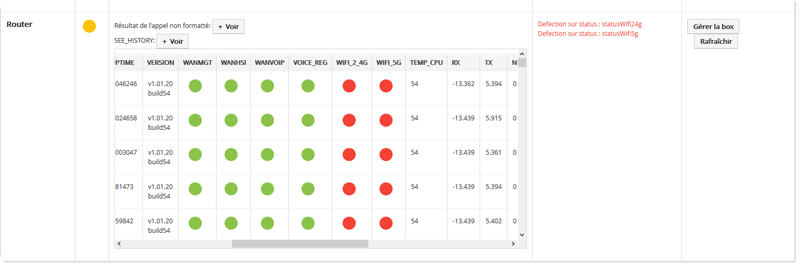 Router
Résultat de l'appel non formaté: + Voir
SEE_HISTORY: + Voir
PTIME VERSION WANMGT WANHSI WANVOIP VOICE_REG WIFI_2_4G WIFI_5G TEMP_CPU RX TX
046246 v1.01.20 54 -13.362 5.394 0
build54
024658 v1.01.20 54 -13.439 5.915 0
build54
003047 v1.01.20 54 -13.439 5.361 0
build54
81473 v1.01.20 54 -13.439 5.394 0
build54
59842 v1.01.20 54 -13.439 5.402 0
build54
Defection sur status : statusWifi24g
Defection sur status : statusWifi5g
Gérer la box
Rafraîchir